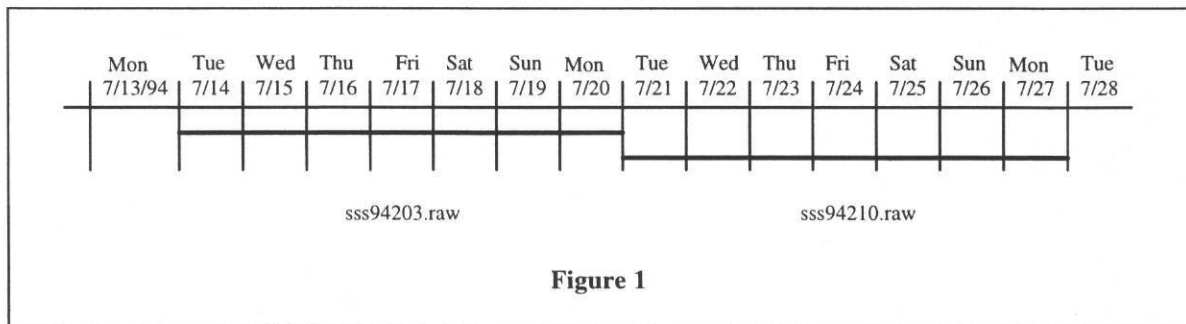 Mon Tue Wed Thu Fri Sat Sun Mon Tue Wed Thu Fri Sat Sun Mon Tue
7/13/94 7/14 7/15 7/16 7/17 7/18 7/19 7/20 7/21 7/22 7/23 7/24 7/25 7/26 7/27 7/28
sss94203.raw sss94210.raw
Figure 1